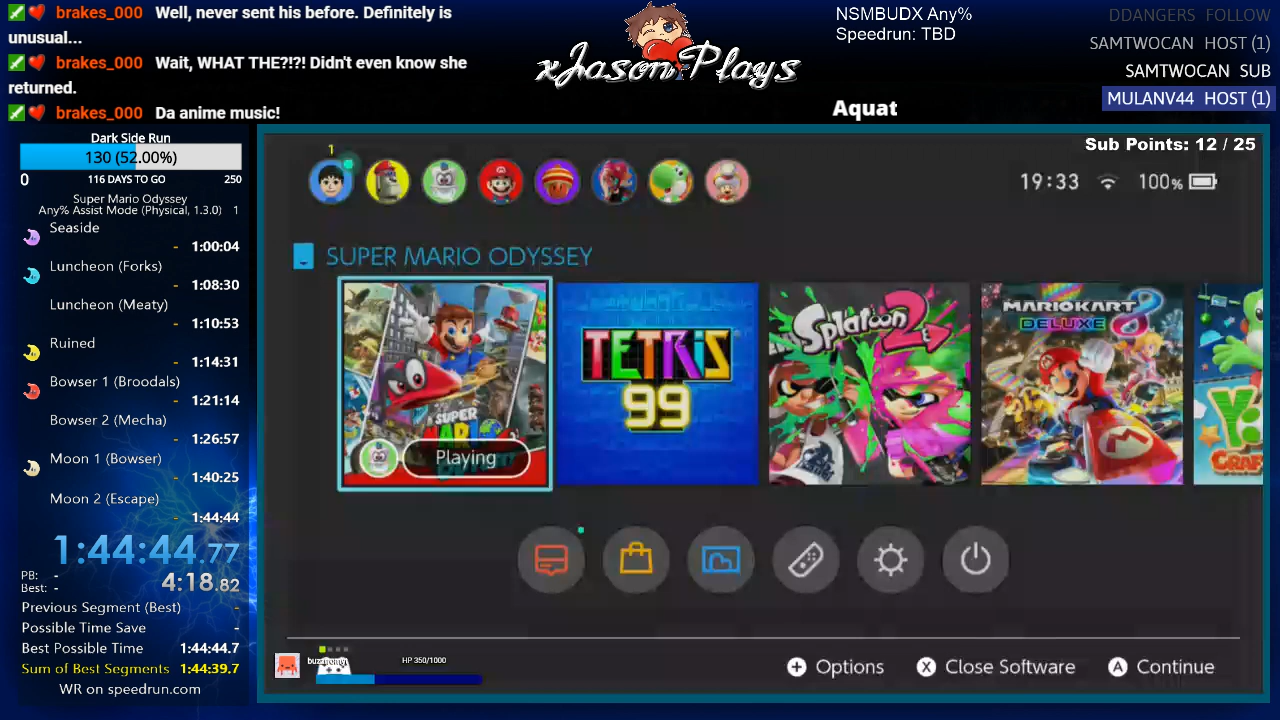 brakes_000 Well, never sent his before. Definitely is
unusual...
brakes_000 Wait, WHAT THE?!?! Didn't even know she
returned.
brakes_000 Da anime music!
xJasonPlays
NSMBUDX Any%
Speedrun: TBD
Aquat
DDANGERS FOLLOW
SAMTWOCAN HOST (1)
SAMTWOCAN SUB
MULANV44 HOST (1)
Sub Points: 12 / 25
Dark Side Run
130 (52.00%)
0 116 DAYS TO GO 250
Super Mario Odyssey
Any% Assist Mode (Physical, 1.3.0) 1
Seaside
- 1:00:04
Luncheon (Forks)
- 1:08:30
Luncheon (Meaty)
- 1:10:53
Ruined
- 1:14:31
Bowser 1 (Broodals)
- 1:21:14
Bowser 2 (Mecha)
- 1:26:57
Moon 1 (Bowser)
- 1:40:25
Moon 2 (Escape)
- 1:44:44
1:44:44.77
PB: -
Best: -
4:18.82
Previous Segment (Best) -
Possible Time Save -
Best Possible Time 1:44:44.7
Sum of Best Segments 1:44:39.7
WR on speedrun.com
1
19:33 100%
SUPER MARIO ODYSSEY
SUPER
Playing
TETRIS
99
Splatoon 2
MARIOKART 8
DELUXE
HP 350/1000
+ Options
X Close Software
A Continue